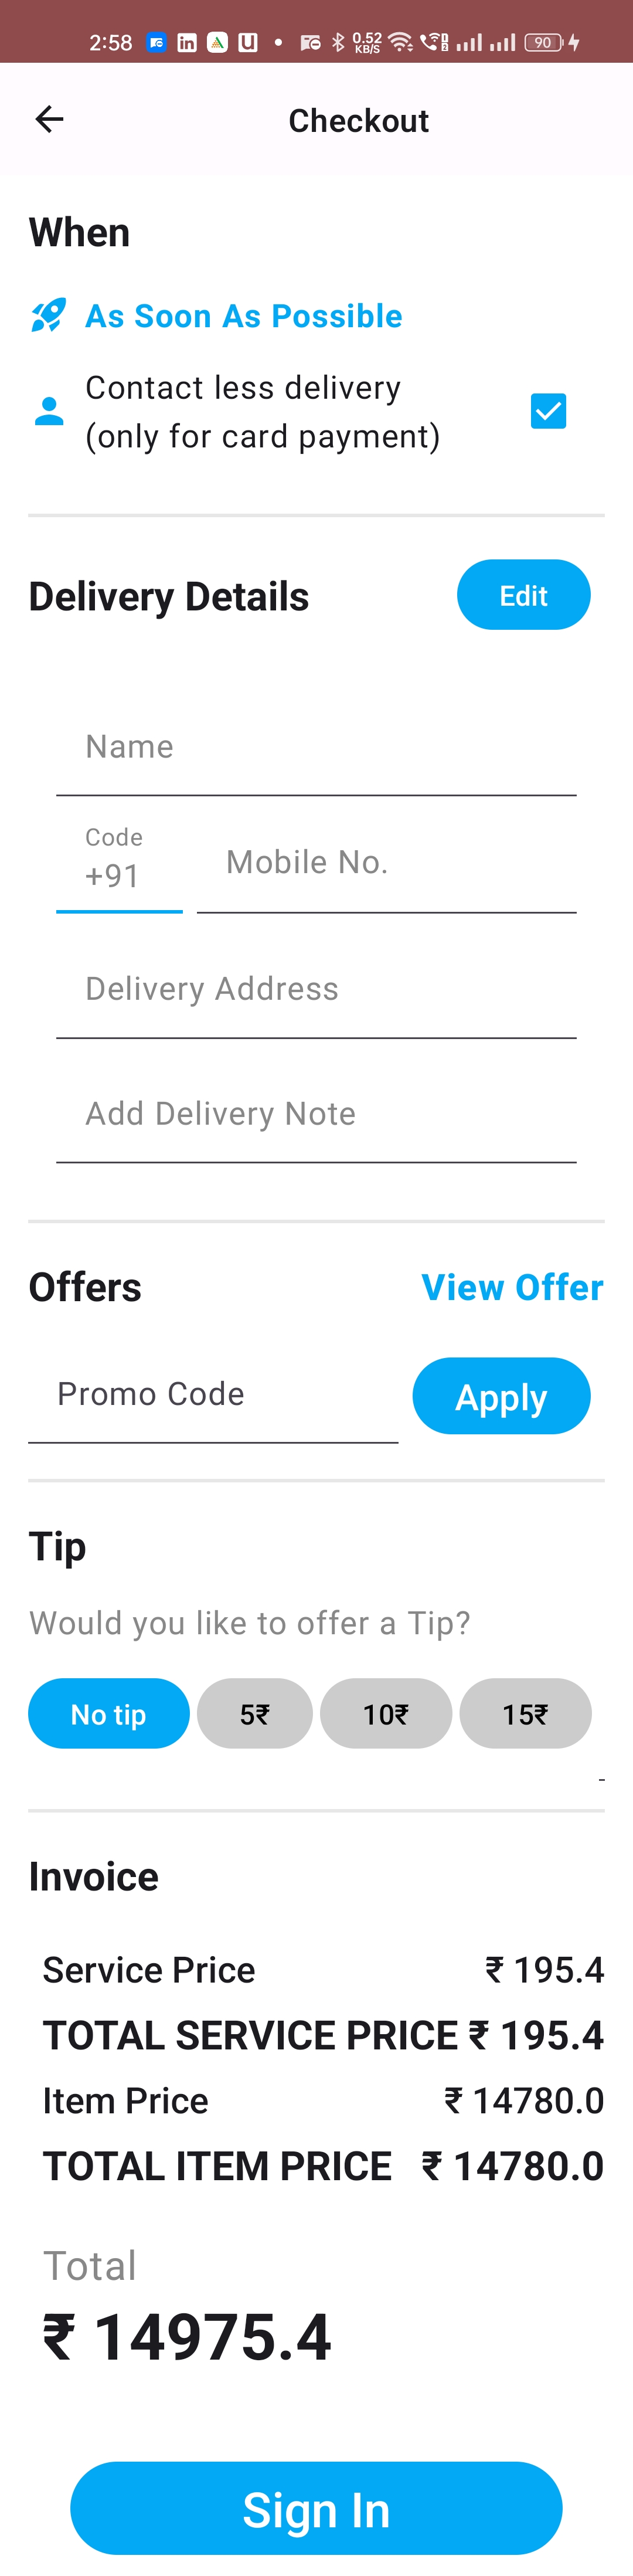 2:58
0.52
KB/S
90
Checkout
When
As Soon As Possible
Contact less delivery
(only for card payment)
Delivery Details
Edit
Name
Code
+91
Mobile No.
Delivery Address
Add Delivery Note
Offers
View Offer
Promo Code
Apply
Tip
Would you like to offer a Tip?
No tip
5₹
10₹
15₹
Invoice
Service Price ₹ 195.4
TOTAL SERVICE PRICE ₹ 195.4
Item Price ₹ 14780.0
TOTAL ITEM PRICE ₹ 14780.0
Total
₹ 14975.4
Sign In